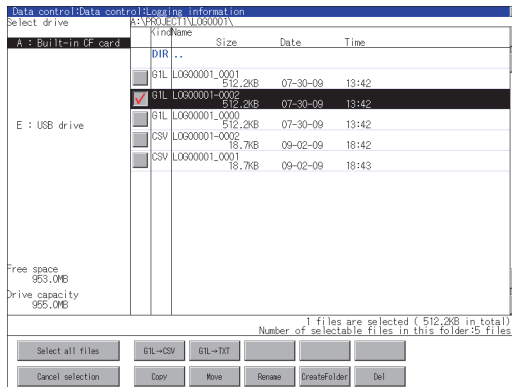 Data control:Data control:Logging information
Select drive A:\PROJECT1\LOG00001\
Kind Name
Size Date Time
A : Built-in CF card
DIR ..
G1L LOG00001_0001
512.2KB 07-30-09 13:42
G1L LOG00001-0002
512.2KB 07-30-09 13:42
G1L LOG00001_0000
512.2KB 07-30-09 13:42
E : USB drive
CSV LOG00001-0002
18.7KB 09-02-09 18:42
CSV LOG00001_0001
18.7KB 09-02-09 18:43
Free space
953.0MB
Drive capacity
955.0MB
1 files are selected ( 512.2KB in total)
Number of selectable files in this folder:5 files
Select all files G1L→CSV G1L→TXT
Cancel selection Copy Move Rename CreateFolder Del